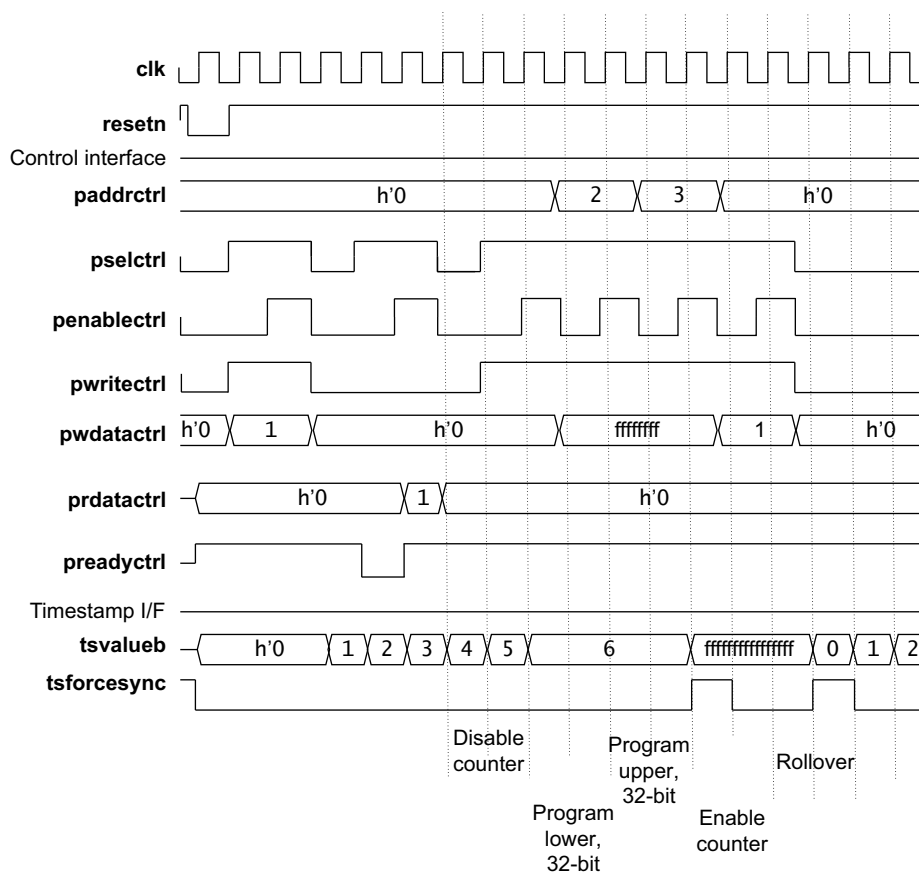 clk
resetn
Control interface
paddrctrl h'0 2 3 h'0
pselctrl
penablectrl
pwritectrl
pwdatactrl h'0 1 h'0 ffffffff 1 h'0
prdatactrl h'0 1 h'0
preadyctrl
Timestamp I/F
tsvalueb h'0 1 2 3 4 5 6 ffffffffffffffff 0 1 2
tsforcesync
Disable
counter
Program
upper,
32-bit
Rollover
Program
lower,
32-bit
Enable
counter